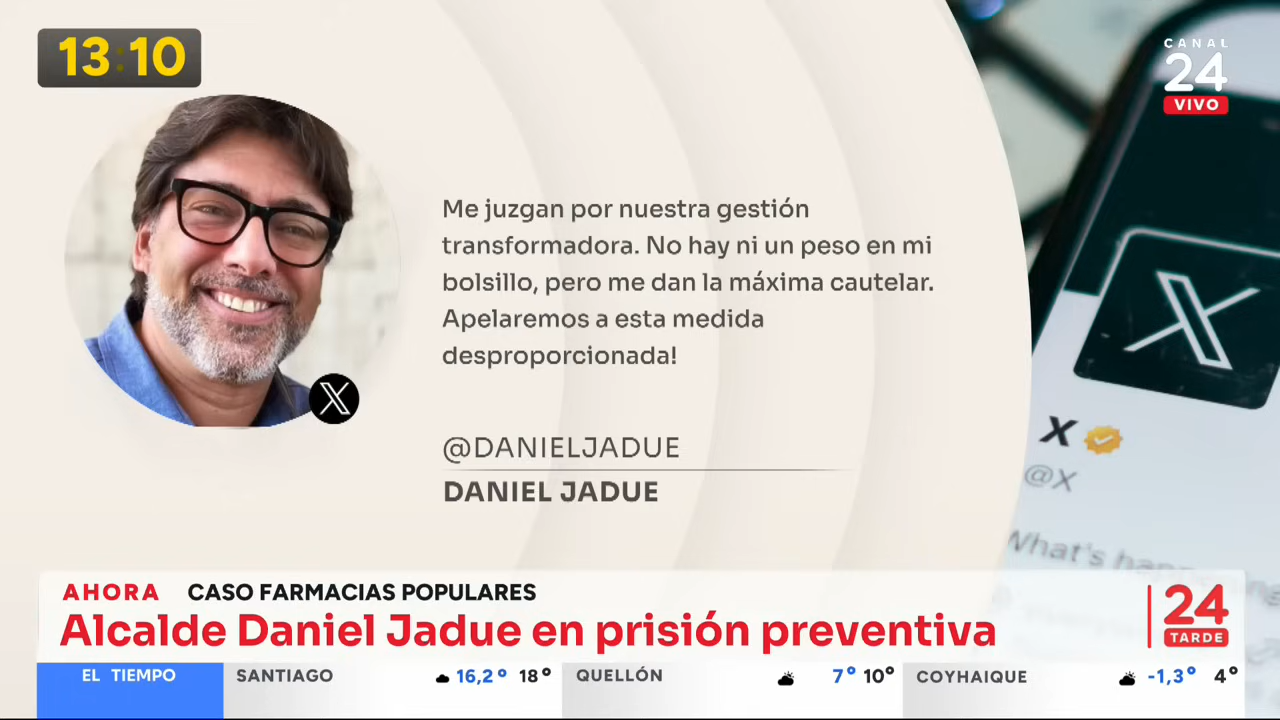 13:10
CANAL
24
VIVO
Me juzgan por nuestra gestión
transformadora. No hay ni un peso en mi
bolsillo, pero me dan la máxima cautelar.
Apelaremos a esta medida
desproporcionada!
@DANIELJADUE
DANIEL JADUE
X
@X
What's happening
AHORA CASO FARMACIAS POPULARES
Alcalde Daniel Jadue en prisión preventiva
24
TARDE
EL TIEMPO SANTIAGO 16,2° 18° QUELLÓN 7° 10° COYHAIQUE -1,3° 4°